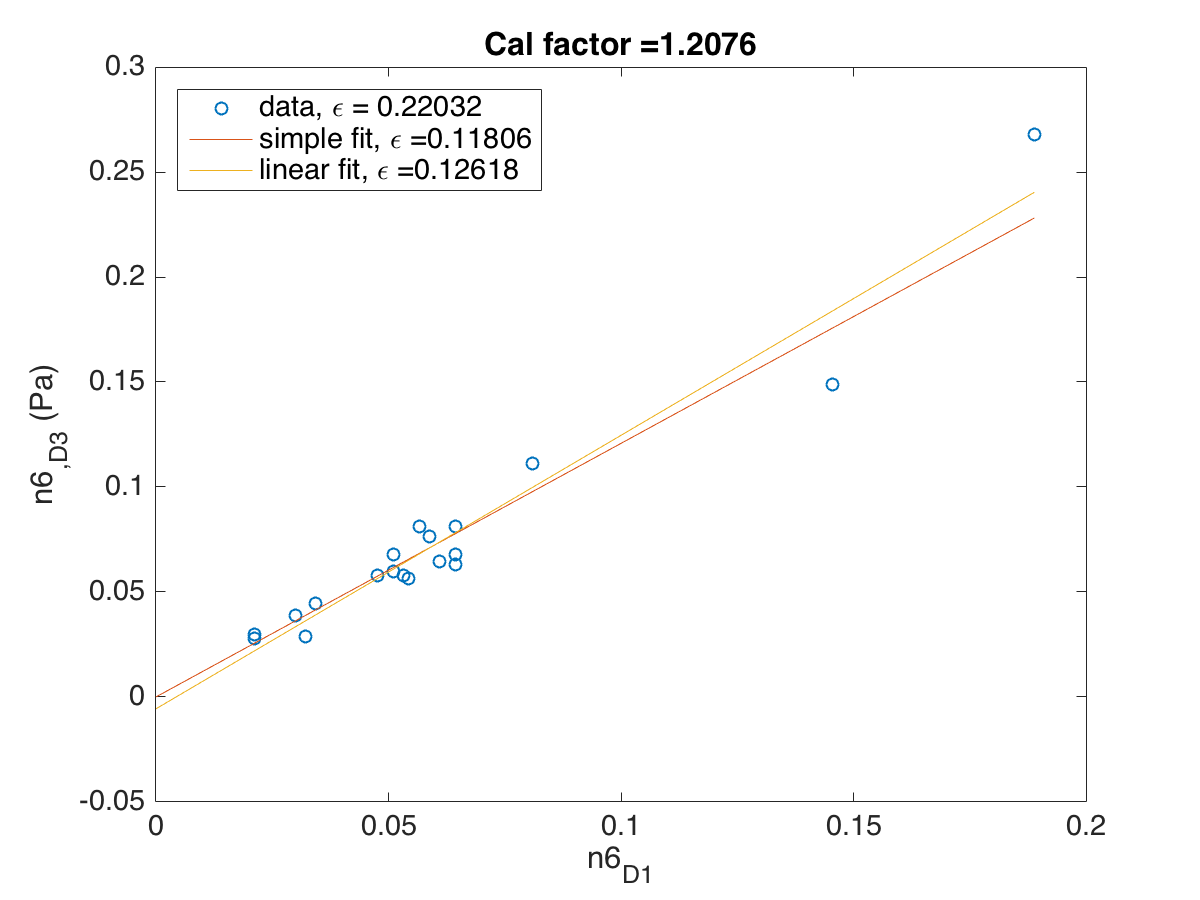 Cal factor =1.2076
0.3
0.25
0.2
0.15
0.1
0.05
0
-0.05
n6,D3 (Pa)
data, ϵ = 0.22032
simple fit, ϵ =0.11806
linear fit, ϵ =0.12618
0 0.05 0.1 0.15 0.2
n6D1